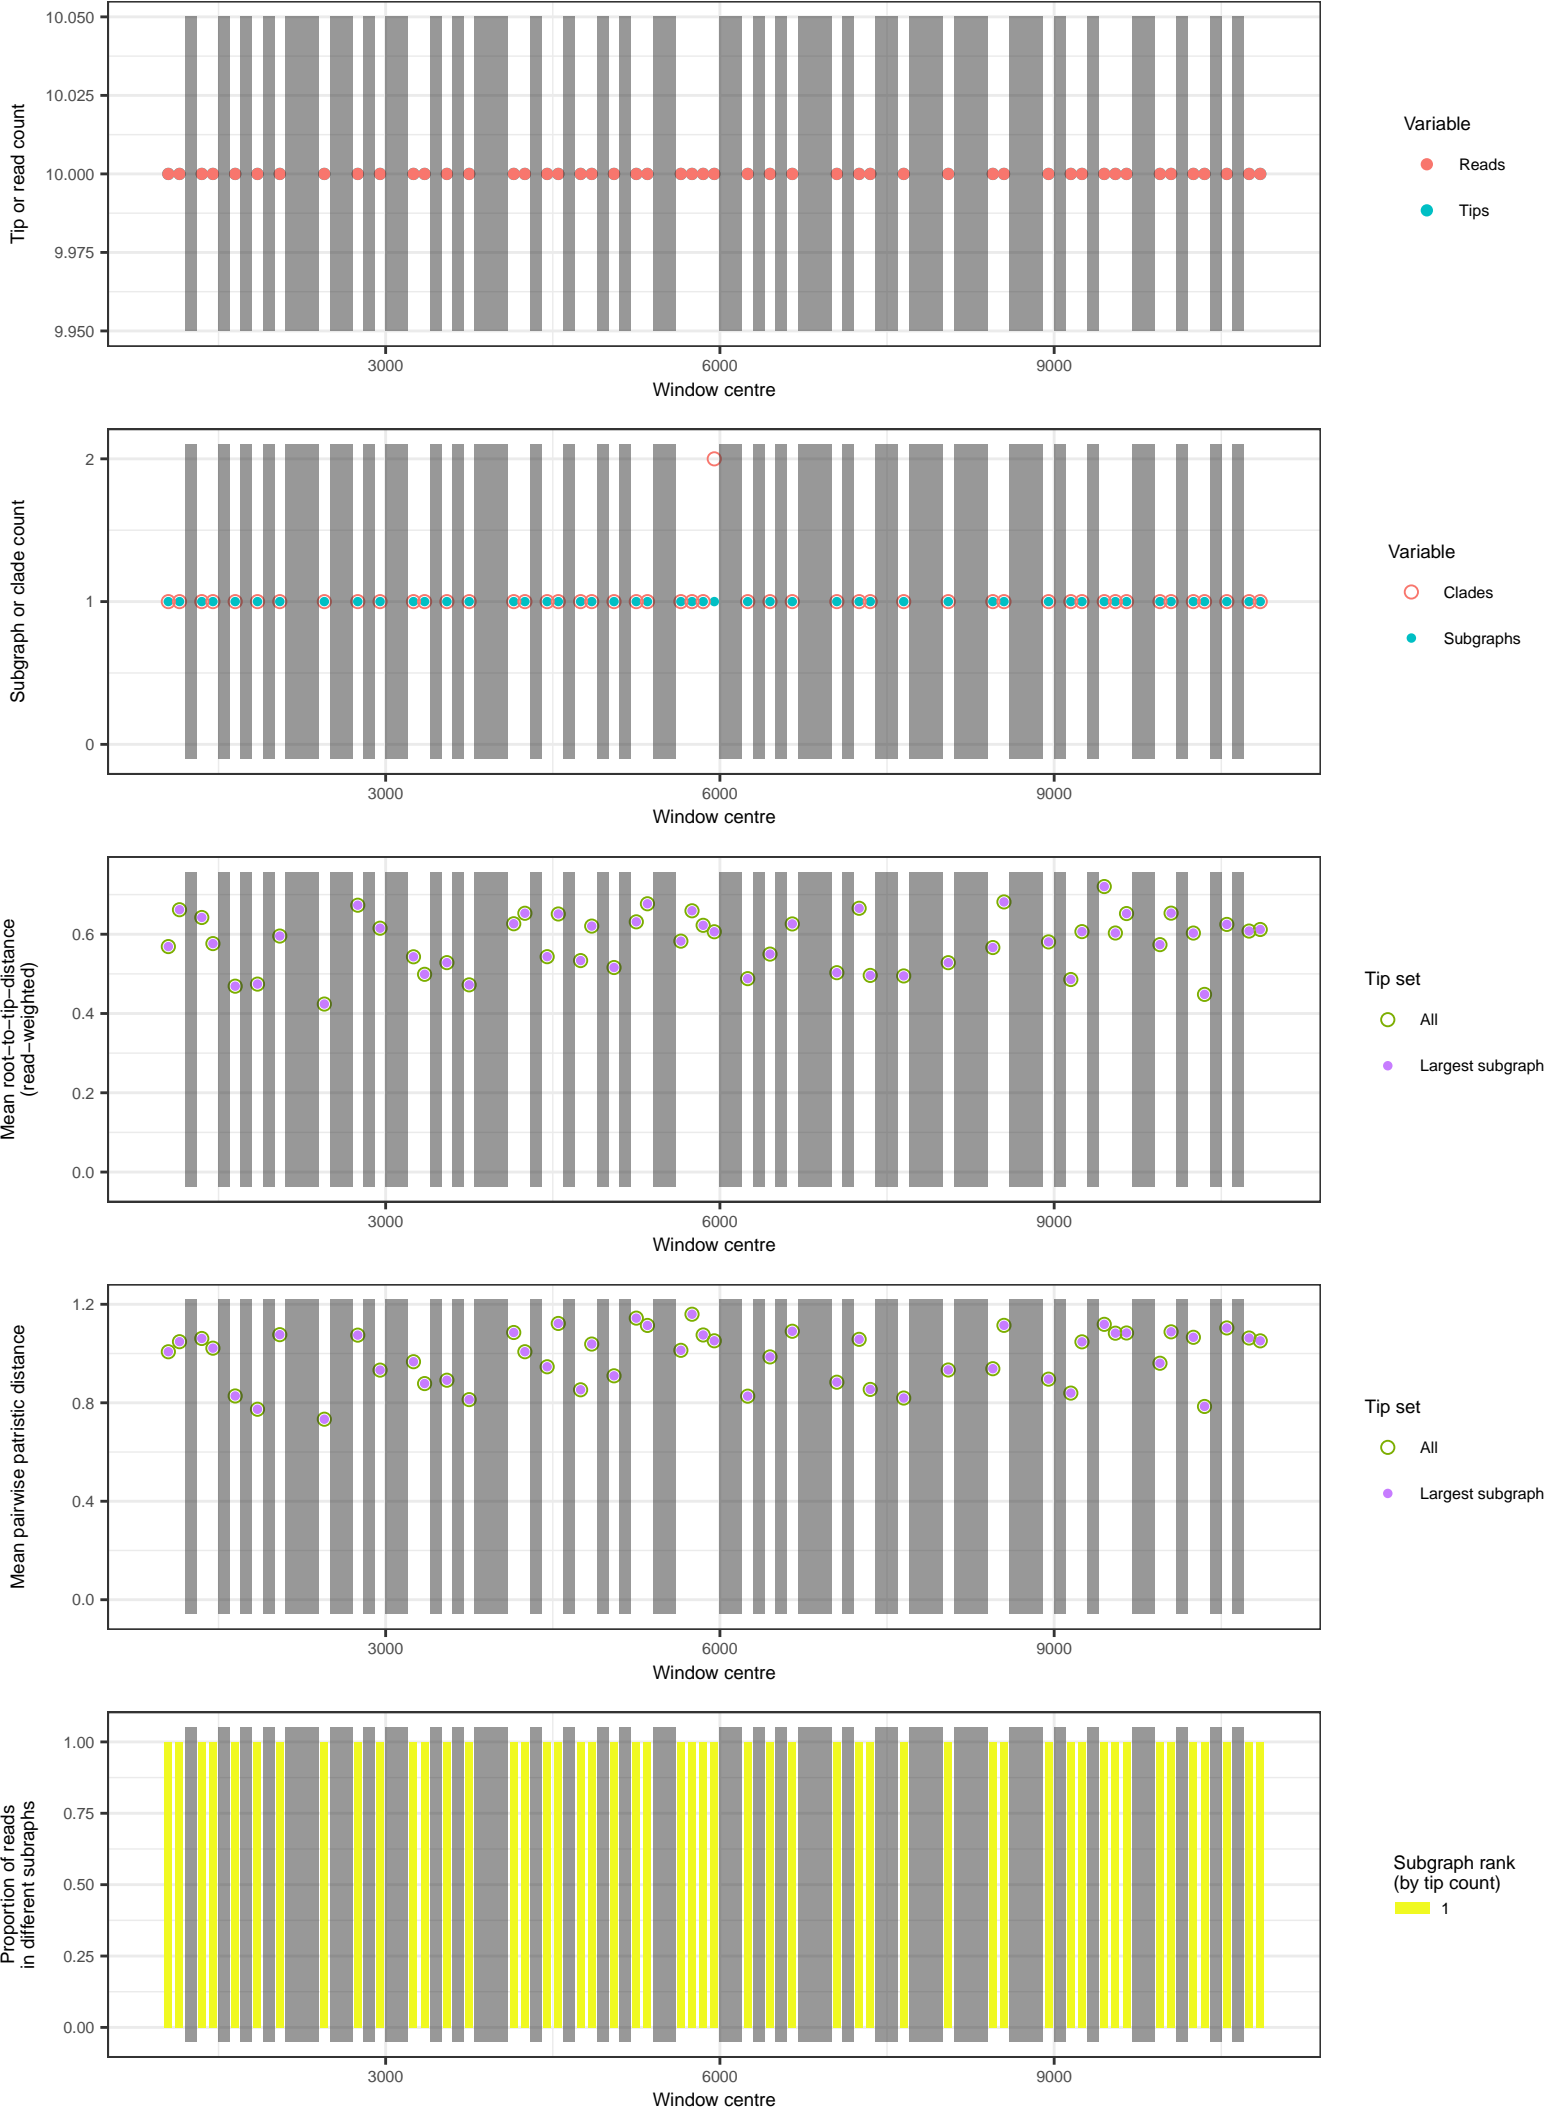 10.050
10.025
10.000
9.975
9.950
Tip or read count
3000
6000
9000
Window centre
Variable
Reads
Tips
2
1
0
Subgraph or clade count
3000
6000
9000
Window centre
Variable
Clades
Subgraphs
0.6
0.4
0.2
0.0
Mean root−to−tip−distance
(read−weighted)
3000
6000
9000
Window centre
Tip set
All
Largest subgraph
1.2
0.8
0.4
0.0
Mean pairwise patristic distance
3000
6000
9000
Window centre
Tip set
All
Largest subgraph
1.00
0.75
0.50
0.25
0.00
Proportion of reads
in different subraphs
3000
6000
9000
Window centre
Subgraph rank
(by tip count)
1